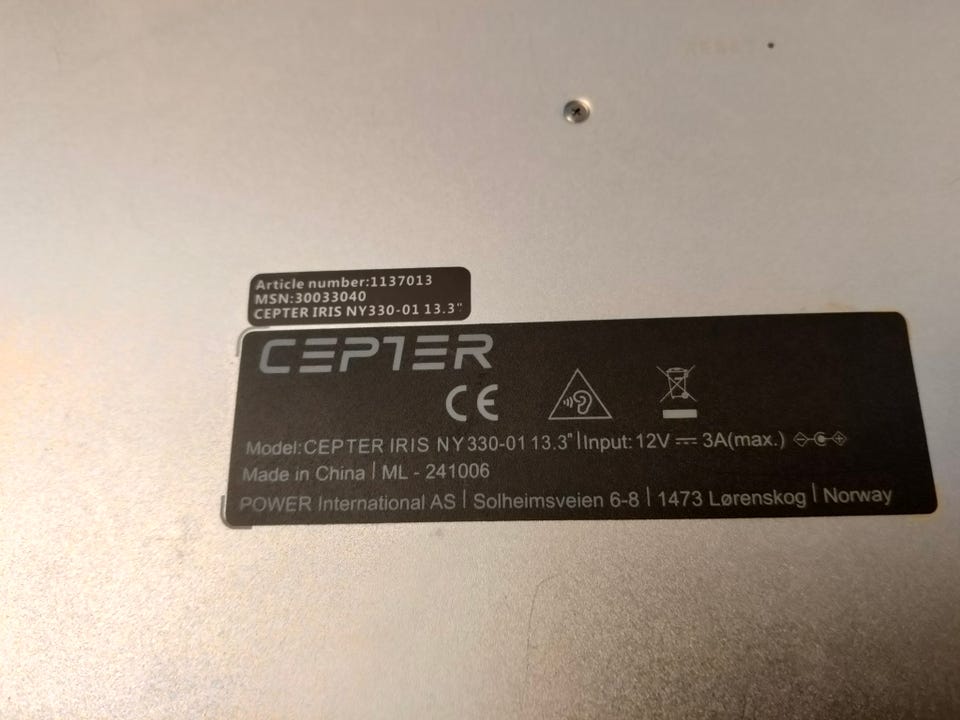 RESET
Article number:1137013
MSN:30033040
CEPTER IRIS NY330-01 13.3"
CEPTER
CE
Model:CEPTER IRIS NY330-01 13.3"|Input: 12V ⎓ 3A(max.)
Made in China | ML - 241006
POWER International AS | Solheimsveien 6-8 | 1473 Lørenskog | Norway